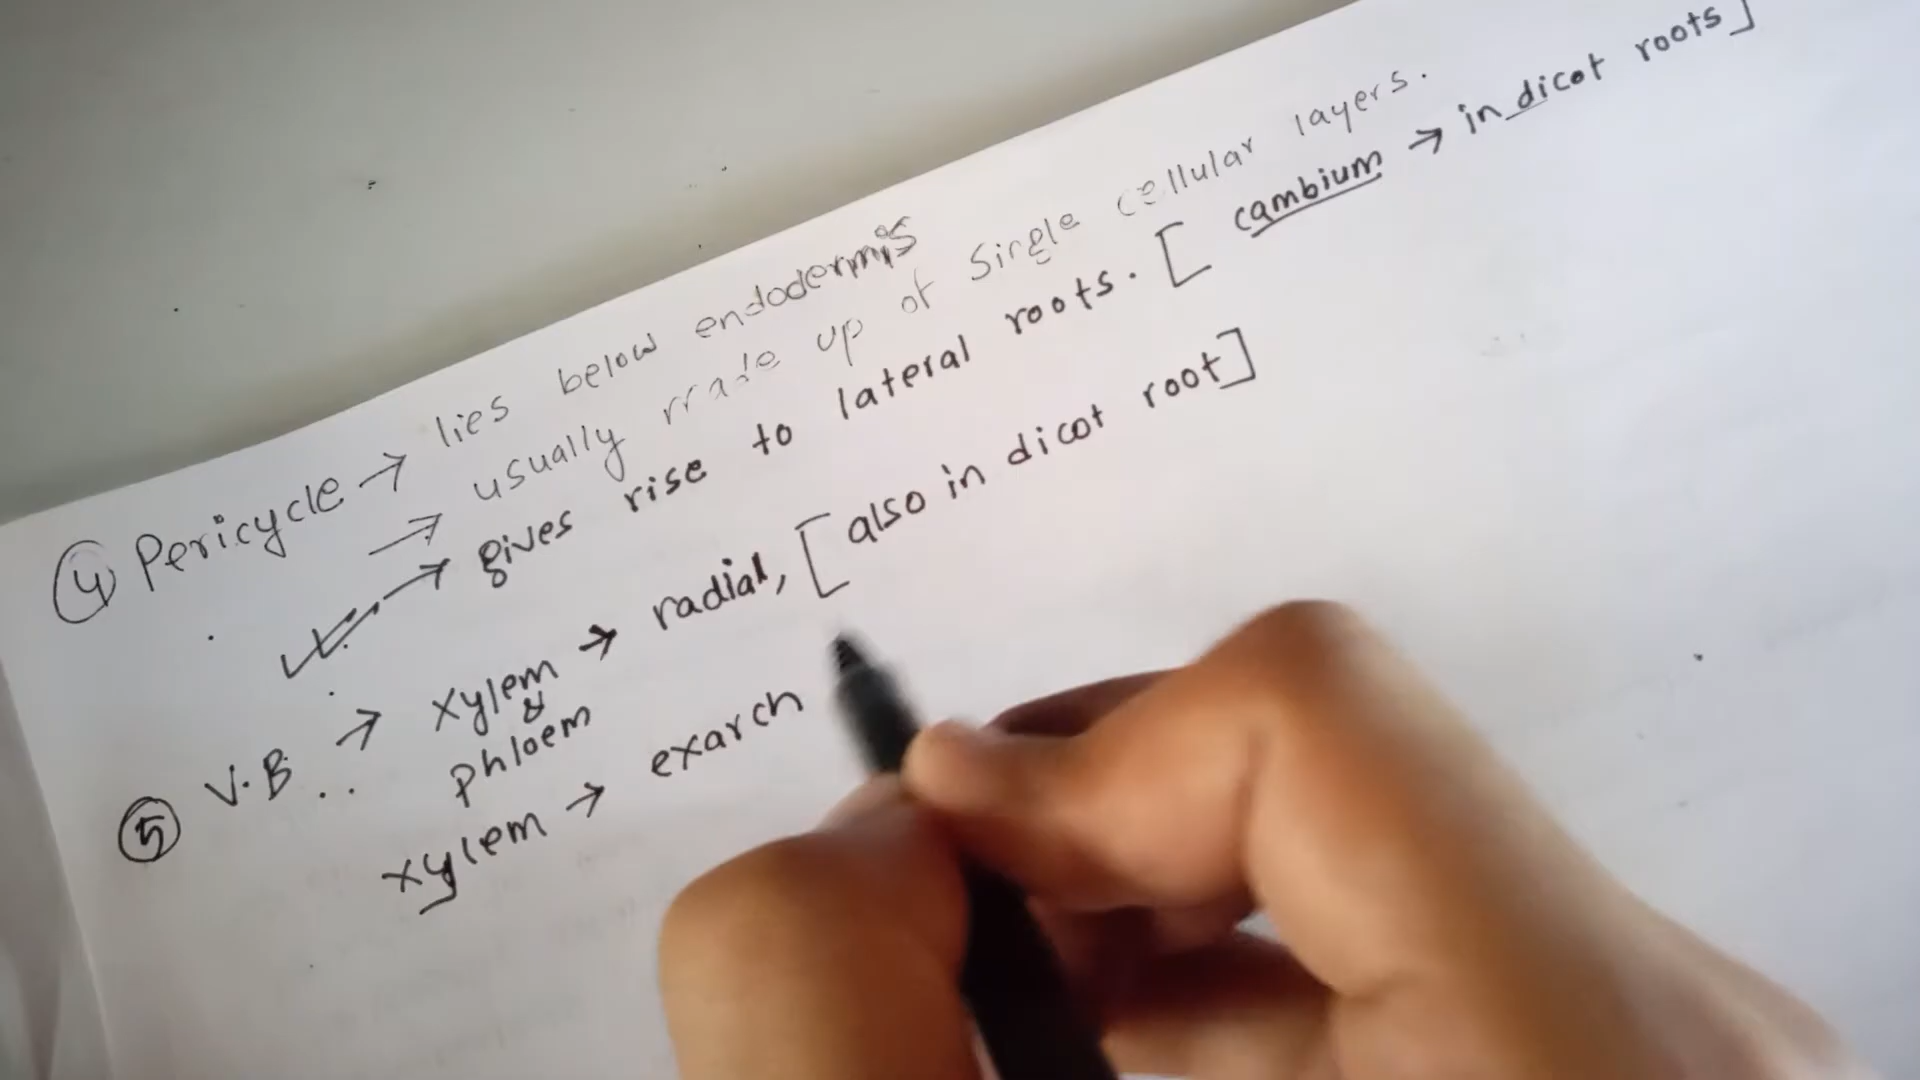 ④ Pericycle → lies below endodermis
→ usually made up of single cellular layers.
→ gives rise to lateral roots. [cambium → in dicot roots]
⑤ V.B → xylem & phloem → radial, [also in dicot root]
xylem → exarch